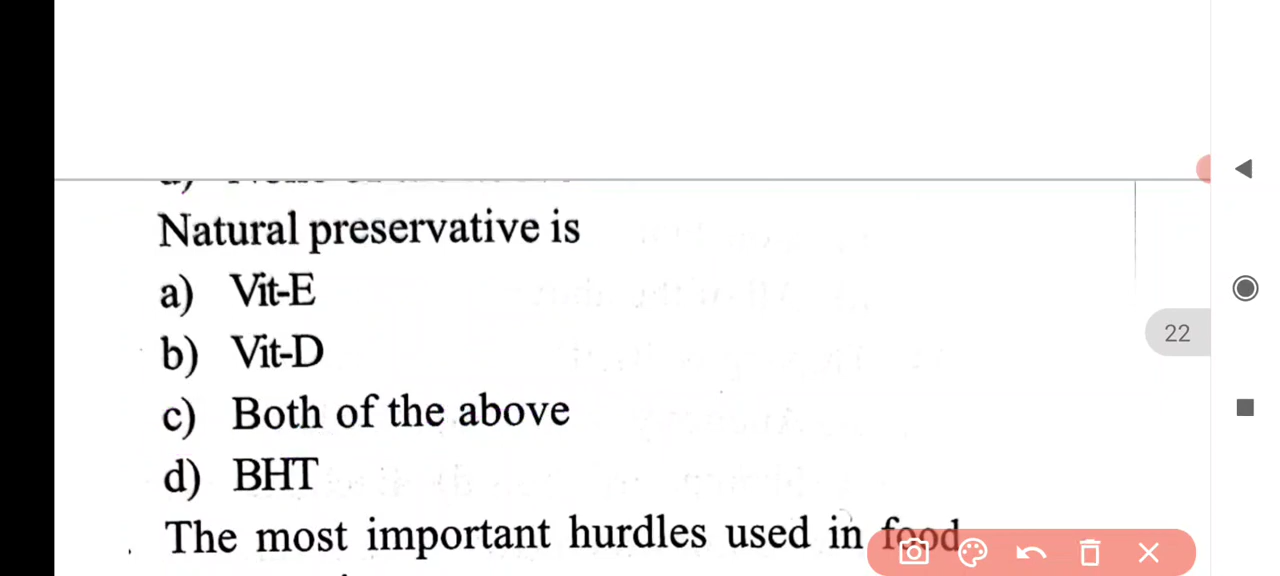 Natural preservative is
a) Vit-E
b) Vit-D
c) Both of the above
d) BHT
The most important hurdles used in food
22